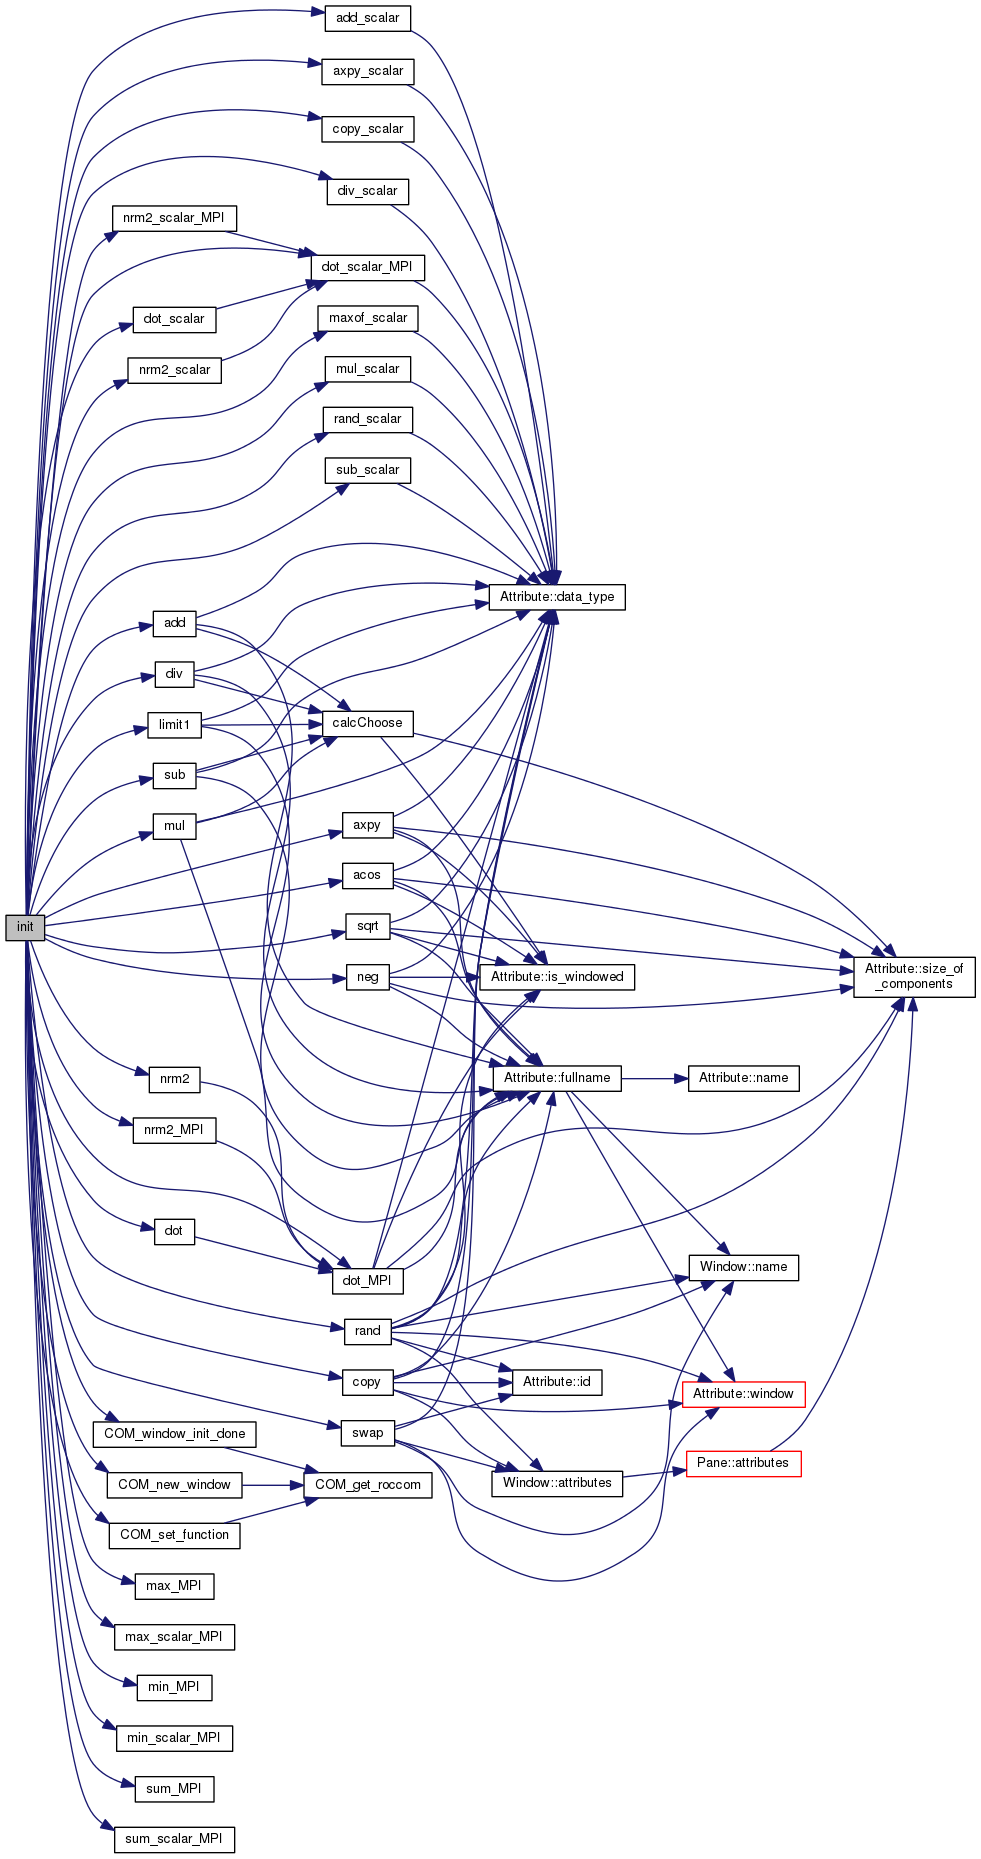 add_scalar
axpy_scalar
copy_scalar
div_scalar
nrm2_scalar_MPI
dot_scalar_MPI
dot_scalar
maxof_scalar
nrm2_scalar
mul_scalar
rand_scalar
sub_scalar
Attribute::data_type
add
div
limit1
calcChoose
sub
mul
axpy
acos
init
sqrt
neg
Attribute::is_windowed
Attribute::size_of
_components
nrm2
Attribute::fullname
Attribute::name
nrm2_MPI
dot
dot_MPI
Window::name
rand
copy
Attribute::id
Attribute::window
swap
COM_window_init_done
Pane::attributes
COM_new_window
COM_get_roccom
Window::attributes
COM_set_function
max_MPI
max_scalar_MPI
min_MPI
min_scalar_MPI
sum_MPI
sum_scalar_MPI